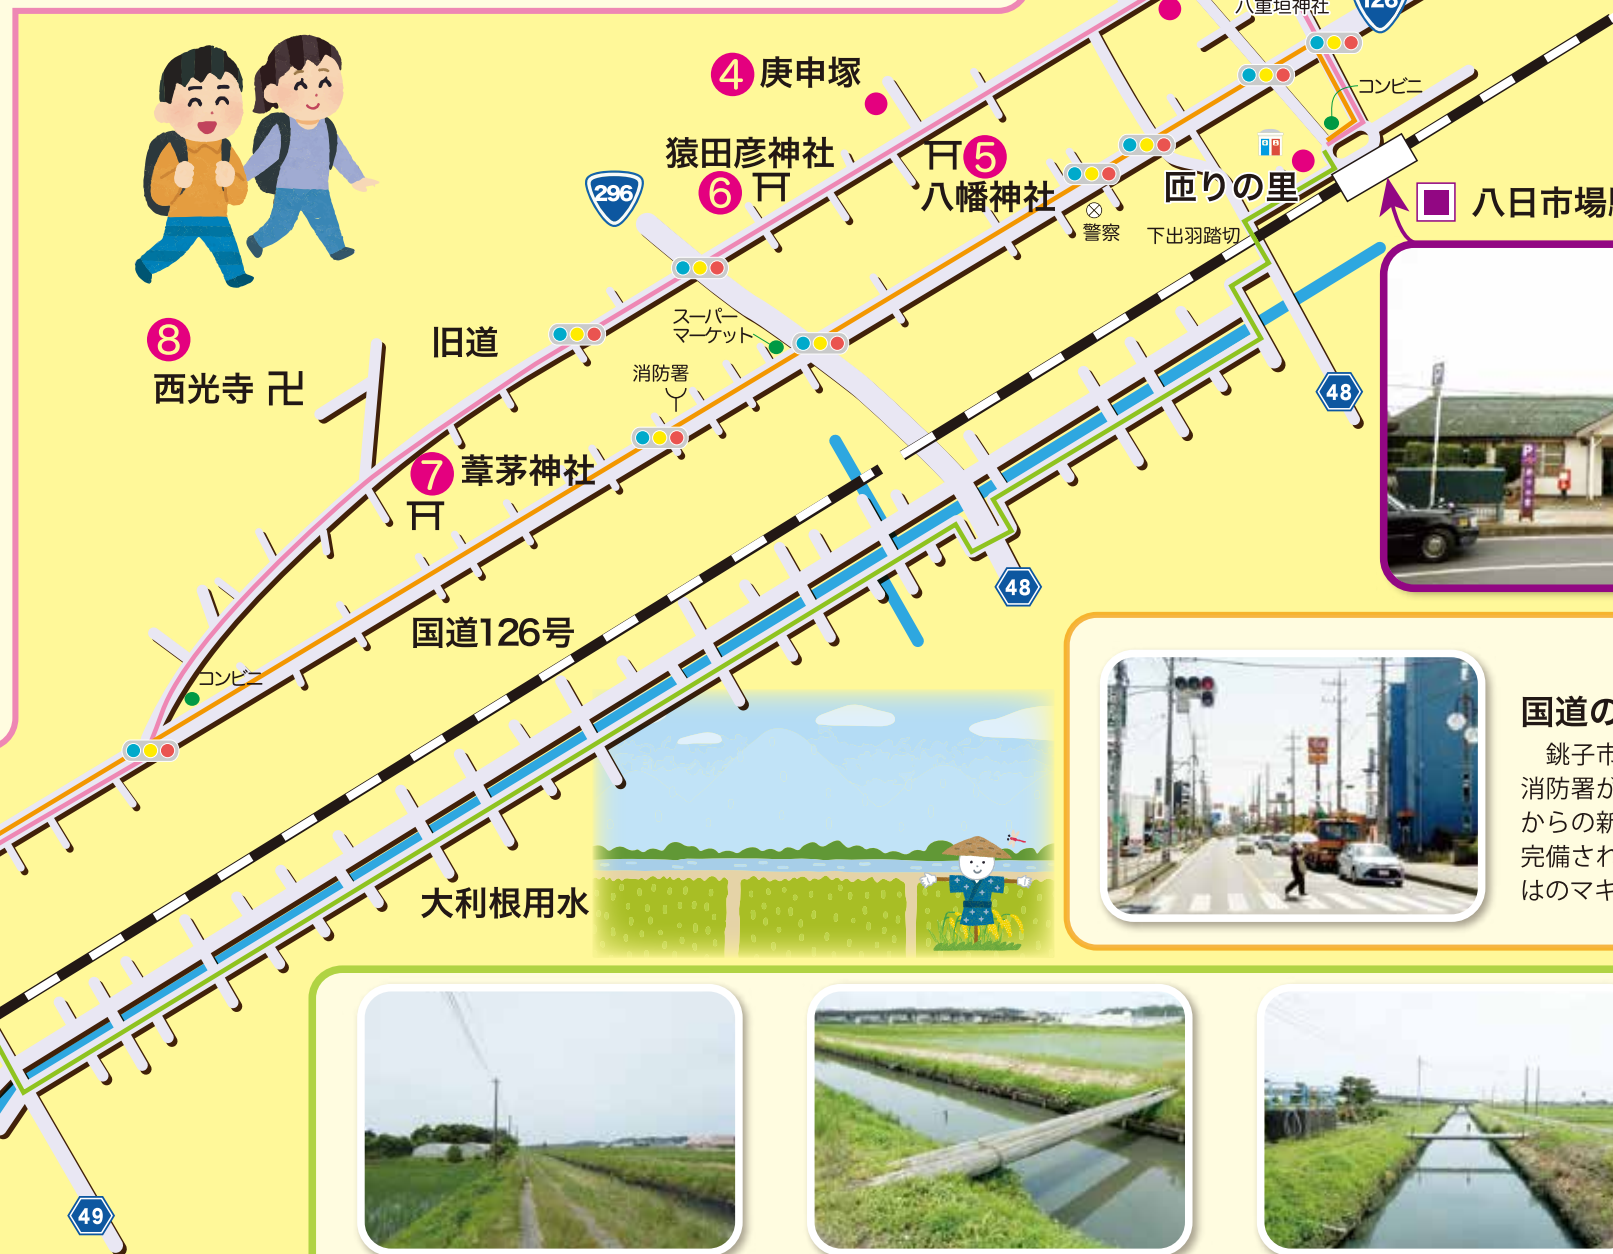 八重垣神社
126
④庚申塚
コンビニ
猿田彦神社
⑥
⑤
八幡神社
296
匝りの里
八日市場
警察
下出羽踏切
スーパー
マーケット
⑧
旧道
西光寺 卍
消防署
48
⑦葦茅神社
48
国道126号
コンビニ
国道の
銚子市
消防署が
からの新
完備され
はのマキ
大利根用水
49